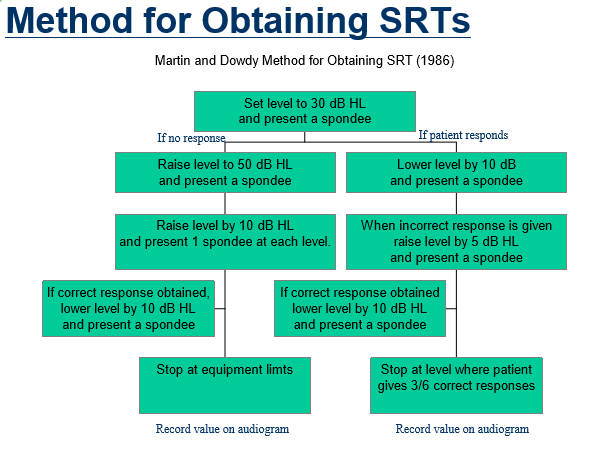 Method for Obtaining SRTs
Martin and Dowdy Method for Obtaining SRT (1986)
Set level to 30 dB HL
and present a spondee
If no response
If patient responds
Raise level to 50 dB HL
and present a spondee
Lower level by 10 dB
and present a spondee
Raise level by 10 dB HL
and present 1 spondee at each level.
When incorrect response is given
raise level by 5 dB HL
and present a spondee
If correct response obtained,
lower level by 10 dB HL
and present a spondee
If correct response obtained
lower level by 10 dB HL
and present a spondee
Stop at equipment limts
Stop at level where patient
gives 3/6 correct responses
Record value on audiogram
Record value on audiogram